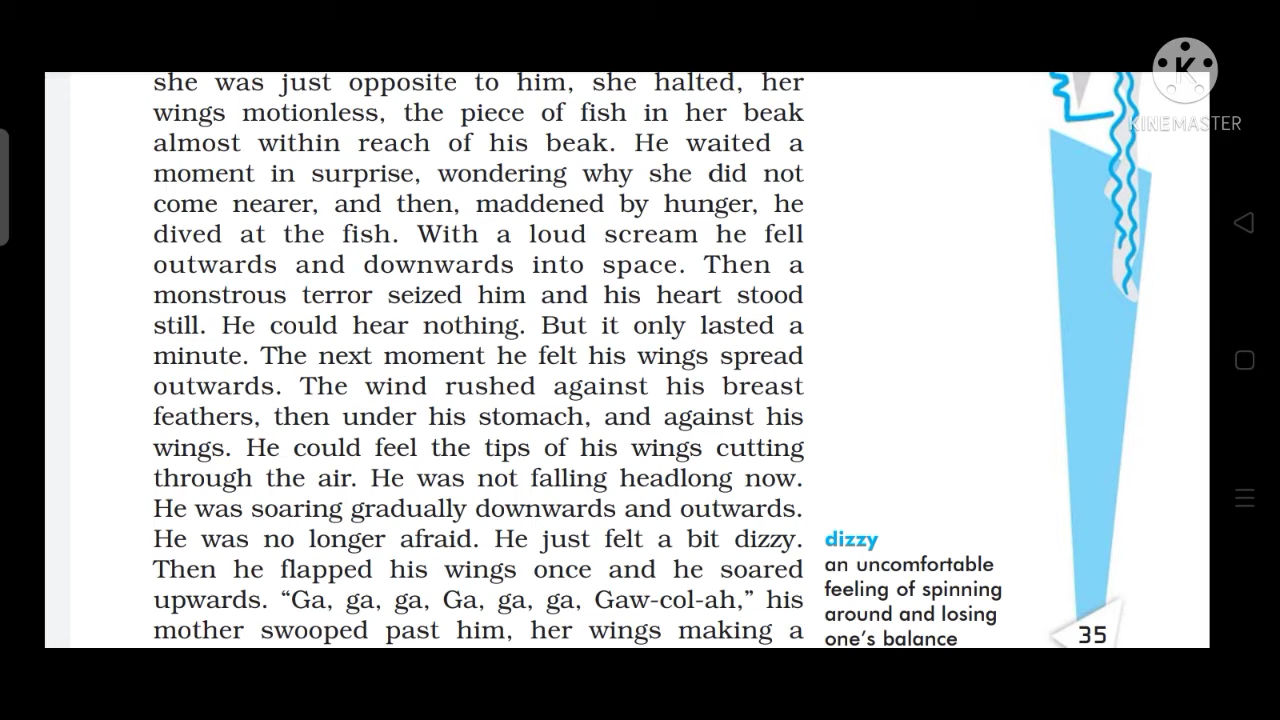 she was just opposite to him, she halted, her
wings motionless, the piece of fish in her beak
almost within reach of his beak. He waited a
moment in surprise, wondering why she did not
come nearer, and then, maddened by hunger, he
dived at the fish. With a loud scream he fell
outwards and downwards into space. Then a
monstrous terror seized him and his heart stood
still. He could hear nothing. But it only lasted a
minute. The next moment he felt his wings spread
outwards. The wind rushed against his breast
feathers, then under his stomach, and against his
wings. He could feel the tips of his wings cutting
through the air. He was not falling headlong now.
He was soaring gradually downwards and outwards.
He was no longer afraid. He just felt a bit dizzy.
Then he flapped his wings once and he soared
upwards. “Ga, ga, ga, Ga, ga, ga, Gaw-col-ah,” his
mother swooped past him, her wings making a
dizzy
an uncomfortable
feeling of spinning
around and losing
one’s balance
35
K
KINEMASTER